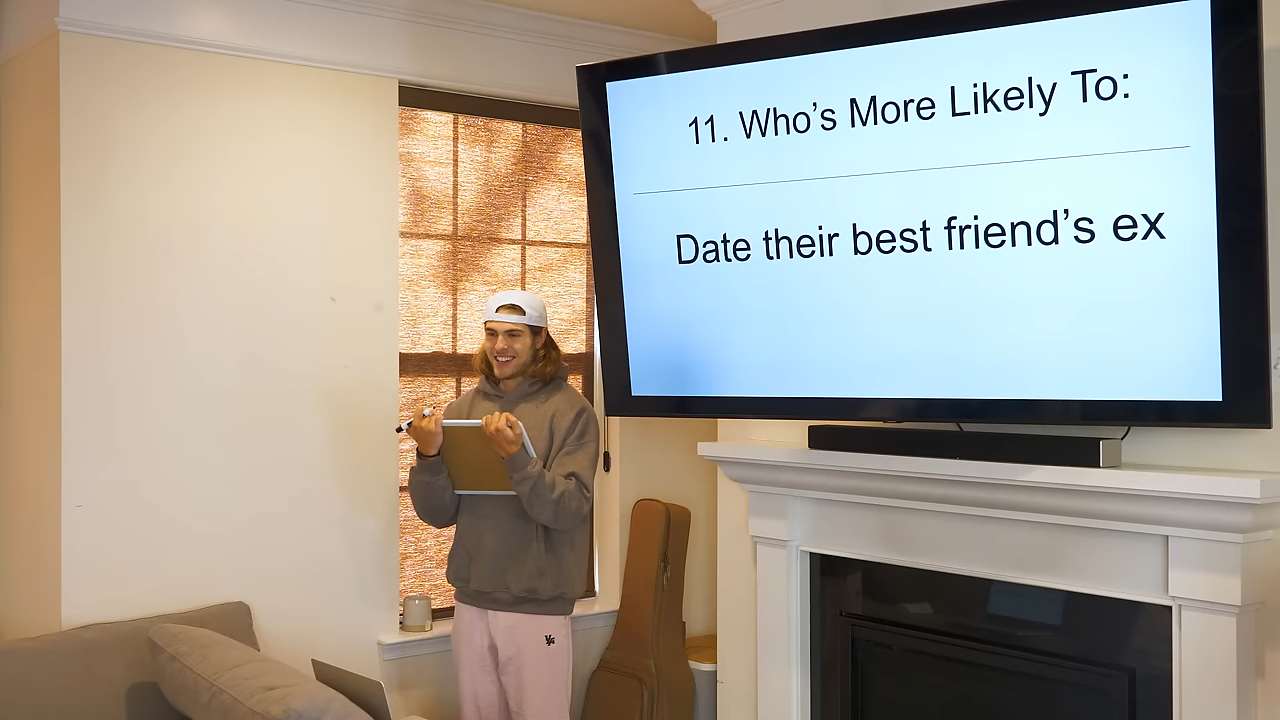 11. Who’s More Likely To:
Date their best friend’s ex